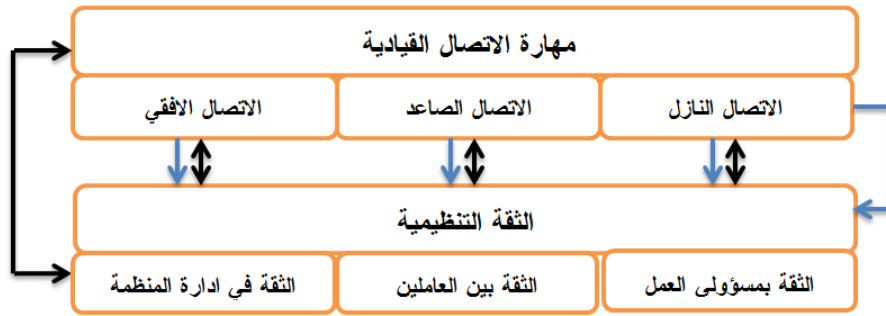 مهارة الاتصال القيادية
الاتصال النازل
الاتصال الصاعد
الاتصال الافقي
الثقة التنظيمية
الثقة بمسؤولى العمل
الثقة بين العاملين
الثقة في ادارة المنظمة